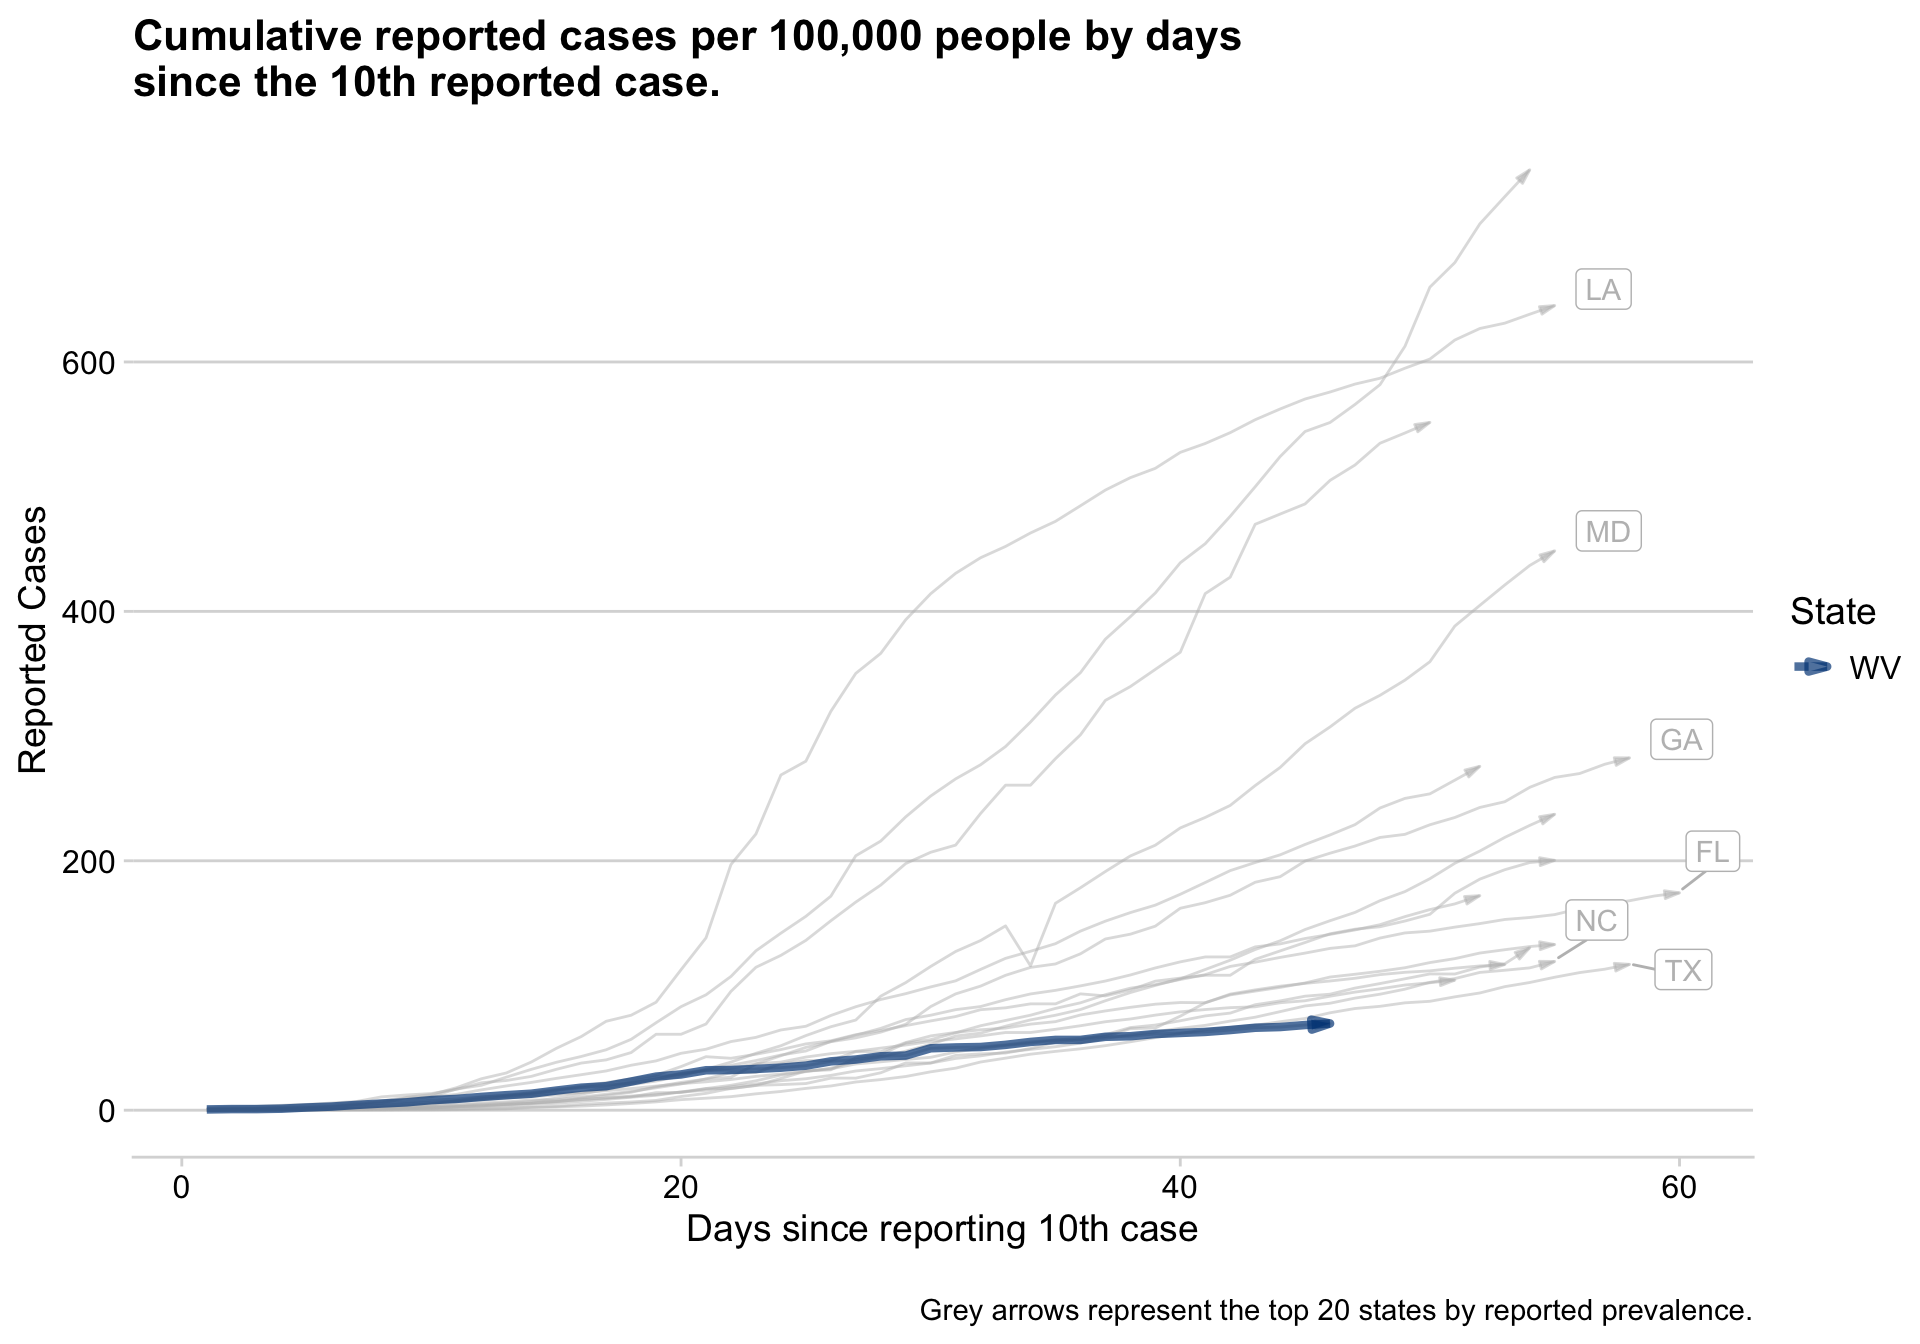 Cumulative reported cases per 100,000 people by days
since the 10th reported case.
LA
600
MD
400
Reported Cases
State
WV
GA
200
FL
NC
TX
0
0 20 40 60
Days since reporting 10th case
Grey arrows represent the top 20 states by reported prevalence.